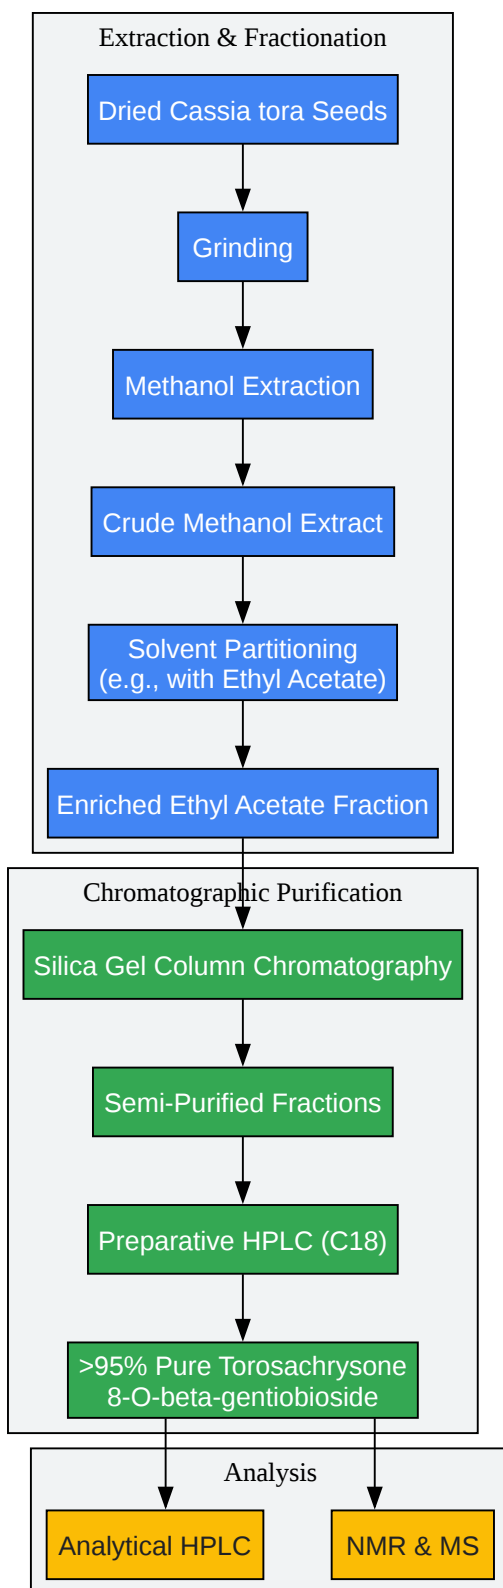 Extraction & Fractionation
Dried Cassia tora Seeds
Grinding
Methanol Extraction
Crude Methanol Extract
Solvent Partitioning
(e.g., with Ethyl Acetate)
Enriched Ethyl Acetate Fraction
Chromatographic Purification
Silica Gel Column Chromatography
Semi-Purified Fractions
Preparative HPLC (C18)
>95% Pure Torosachrysone
8-O-beta-gentiobioside
Analysis
Analytical HPLC
NMR & MS